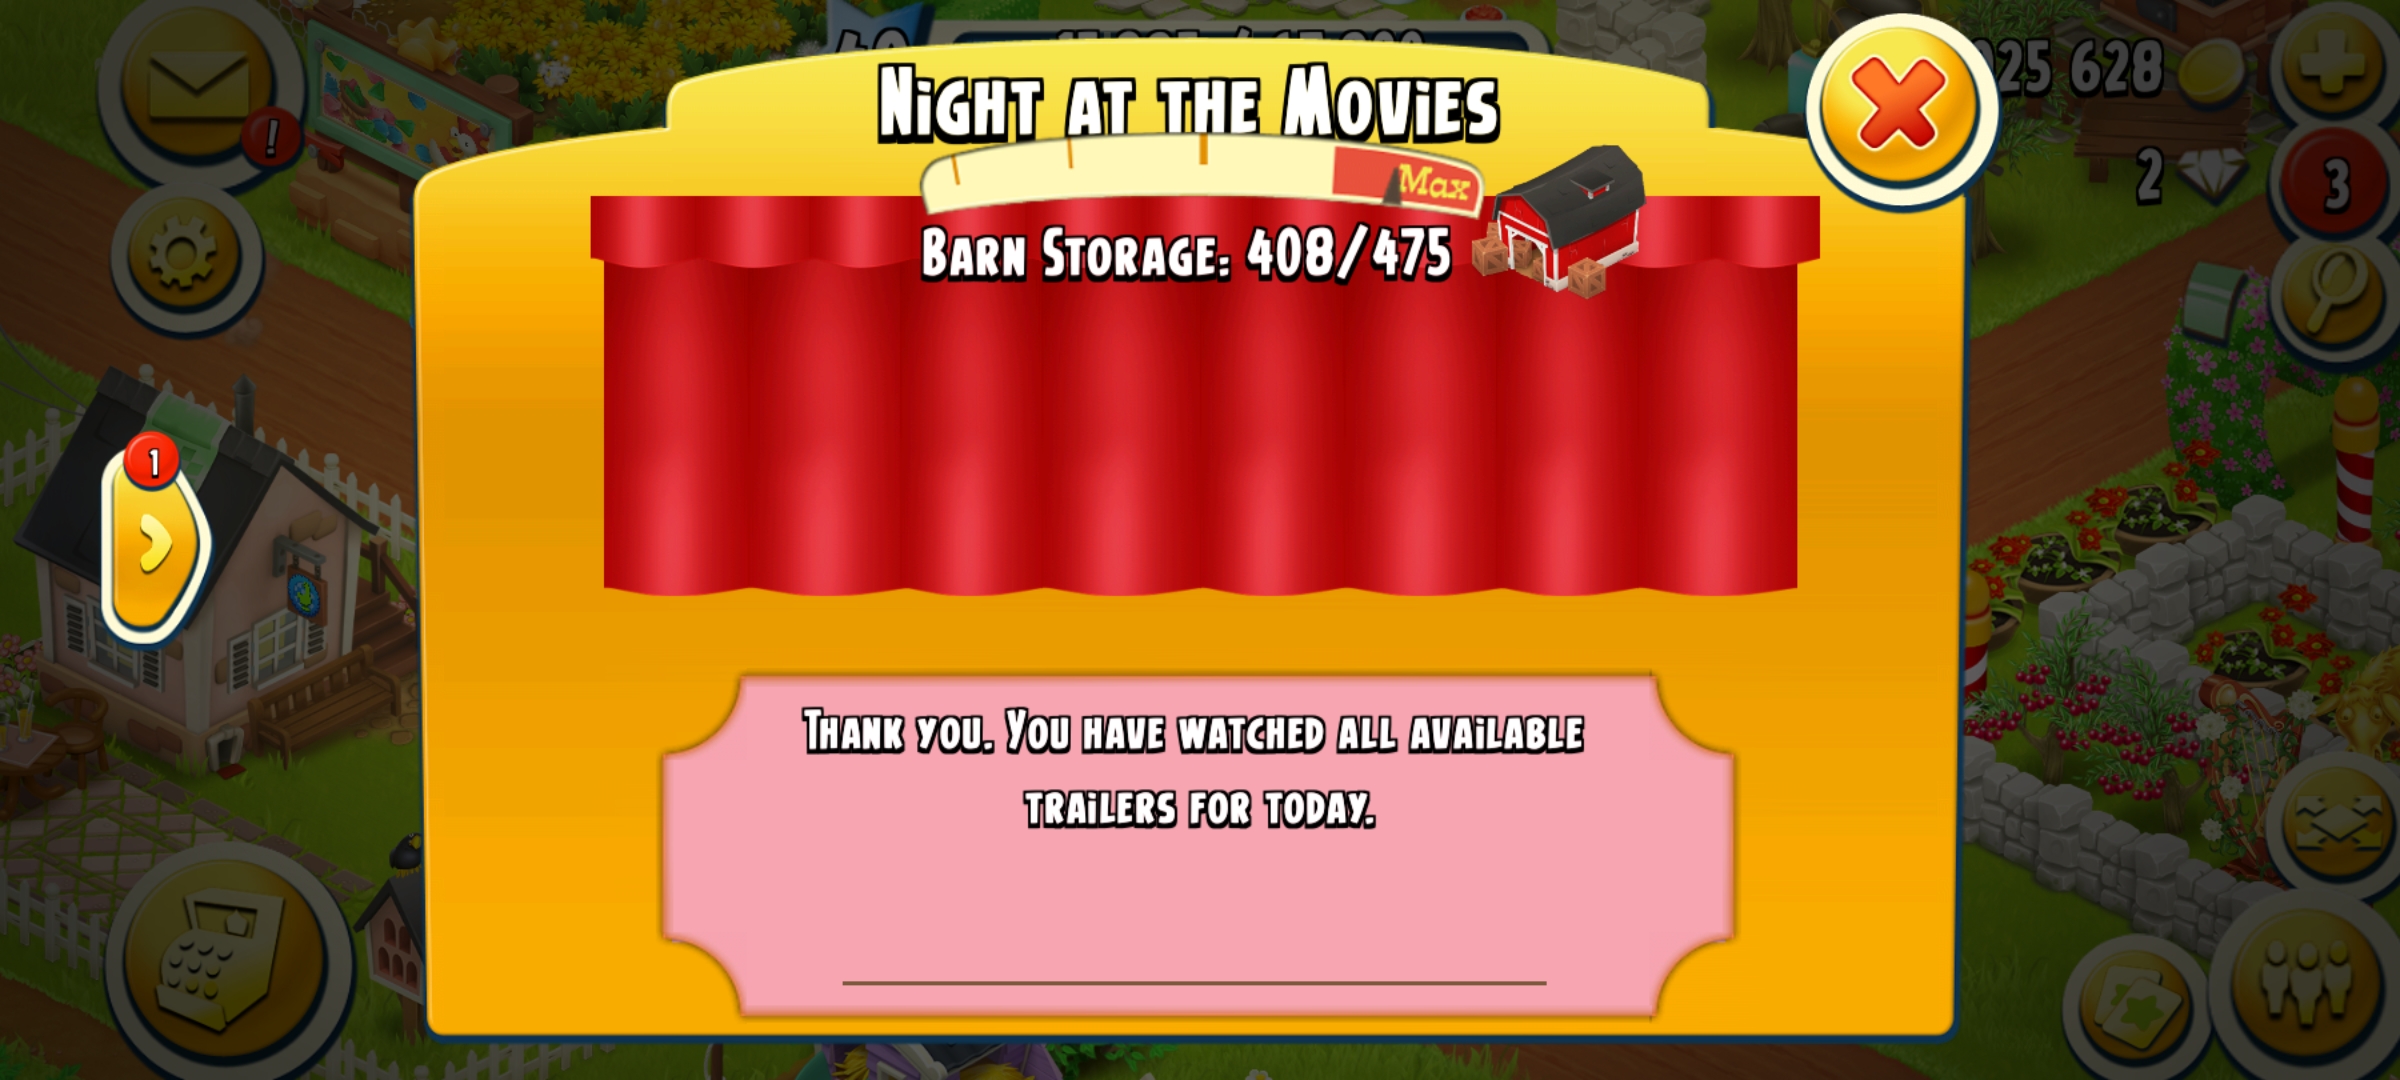 NiGHT AT THE MOViES
Max
BARN STORAGE: 408/475
!
628
2
3
1
THANK YOU. YOU HAVE WATCHED ALL AVAiLABLE
TRAiLERS FOR TODAY.